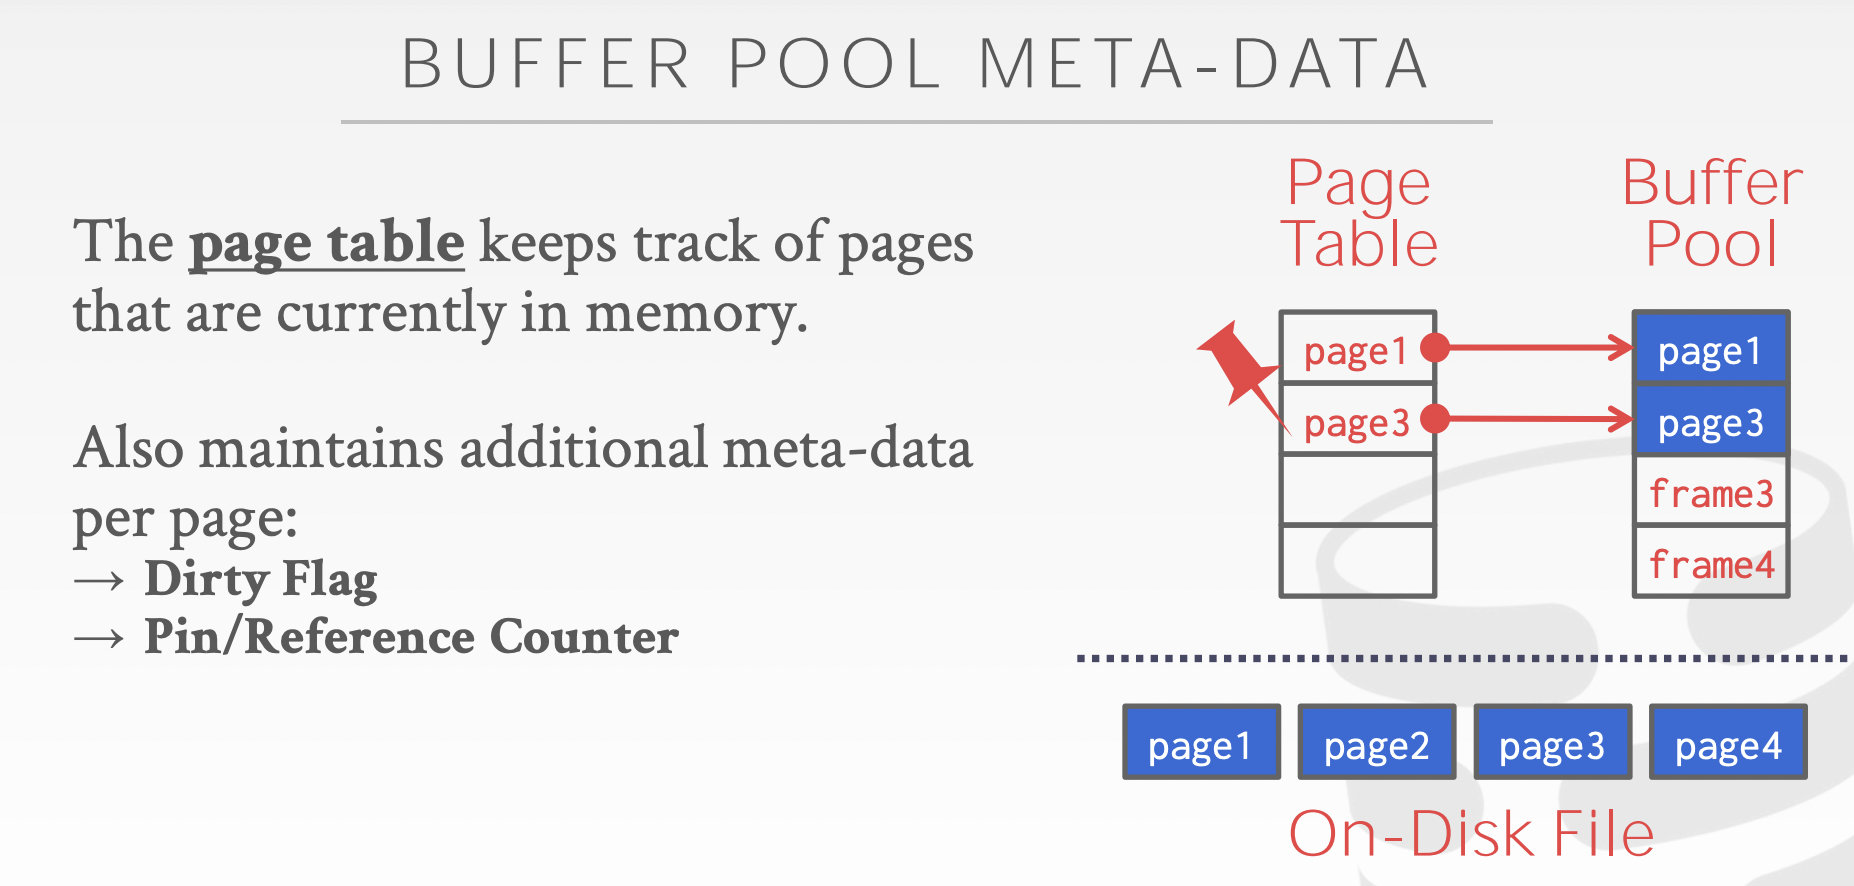 BUFFER POOL META-DATA
The page table keeps track of pages
that are currently in memory.
Also maintains additional meta-data
per page:
→ Dirty Flag
→ Pin/Reference Counter
Page
Table
page1
page3
Buffer
Pool
page1
page3
frame3
frame4
page1 page2 page3 page4
On-Disk File